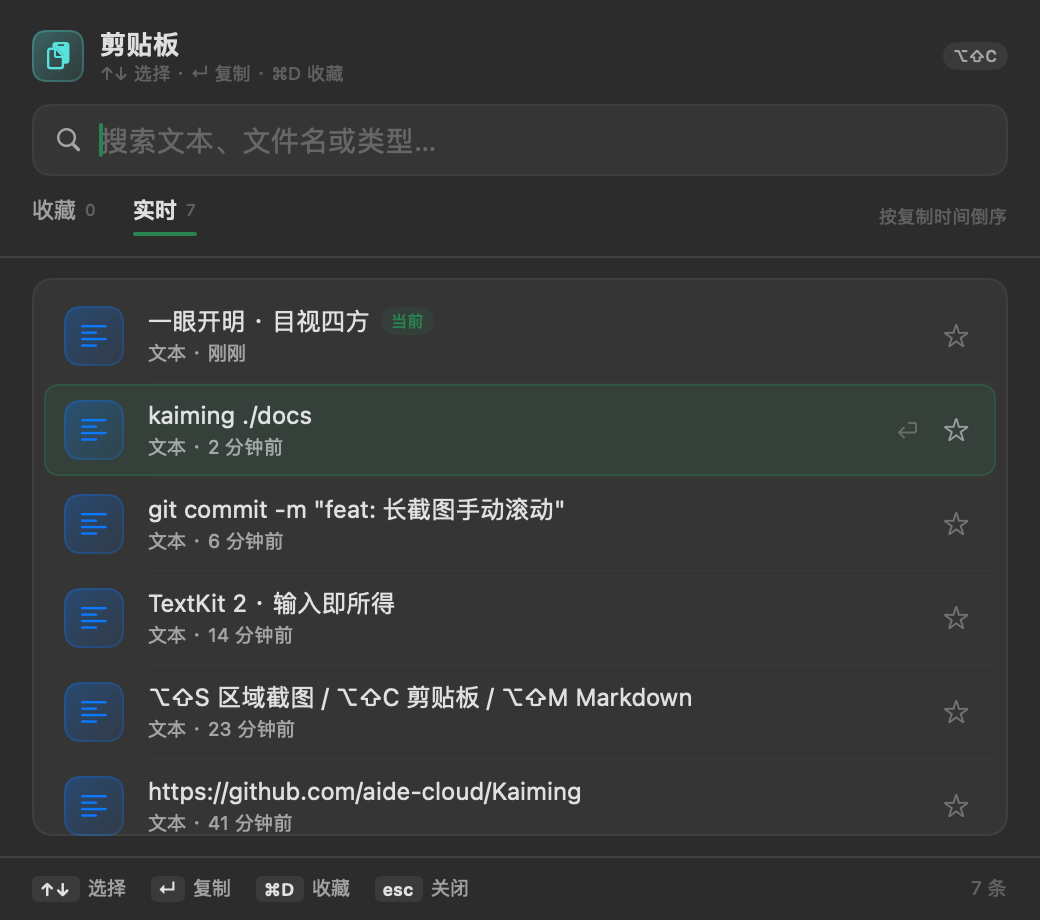 剪贴板
↑↓ 选择 · ↵ 复制 · ⌘D 收藏
⌥⇧C
搜索文本、文件名或类型...
收藏 0
实时 7
按复制时间倒序
一眼开明 · 目视四方 当前
文本 · 刚刚
kaiming ./docs
文本 · 2 分钟前
git commit -m "feat: 长截图手动滚动"
文本 · 6 分钟前
TextKit 2 · 输入即所得
文本 · 14 分钟前
⌥⇧S 区域截图 / ⌥⇧C 剪贴板 / ⌥⇧M Markdown
文本 · 23 分钟前
https://github.com/aide-cloud/Kaiming
文本 · 41 分钟前
↑↓ 选择 ↵ 复制 ⌘D 收藏 esc 关闭
7 条